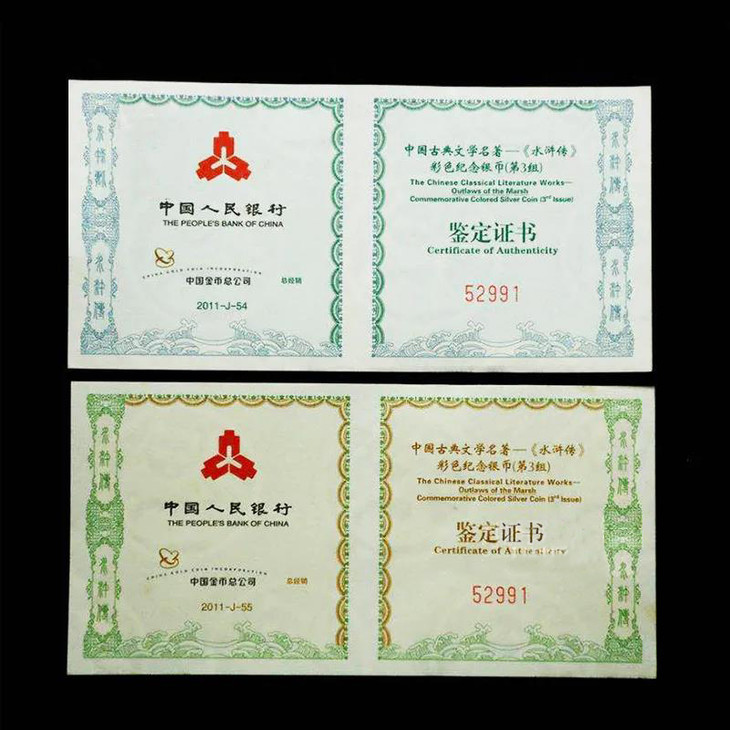 中国人民银行
THE PEOPLE'S BANK OF CHINA
CHINA GOLD COIN INCORPORATION
中国金币总公司 总经销
2011-J-54
中国古典文学名著—《水浒传》
彩色纪念银币(第3组)
The Chinese Classical Literature Works—
Outlaws of the Marsh
Commemorative Colored Silver Coin (3rd Issue)
鉴定证书
Certificate of Authenticity
52991
中国人民银行
THE PEOPLE'S BANK OF CHINA
CHINA GOLD COIN INCORPORATION
中国金币总公司 总经销
2011-J-55
中国古典文学名著—《水浒传》
彩色纪念银币(第3组)
The Chinese Classical Literature Works—
Outlaws of the Marsh
Commemorative Colored Silver Coin (3rd Issue)
鉴定证书
Certificate of Authenticity
52991